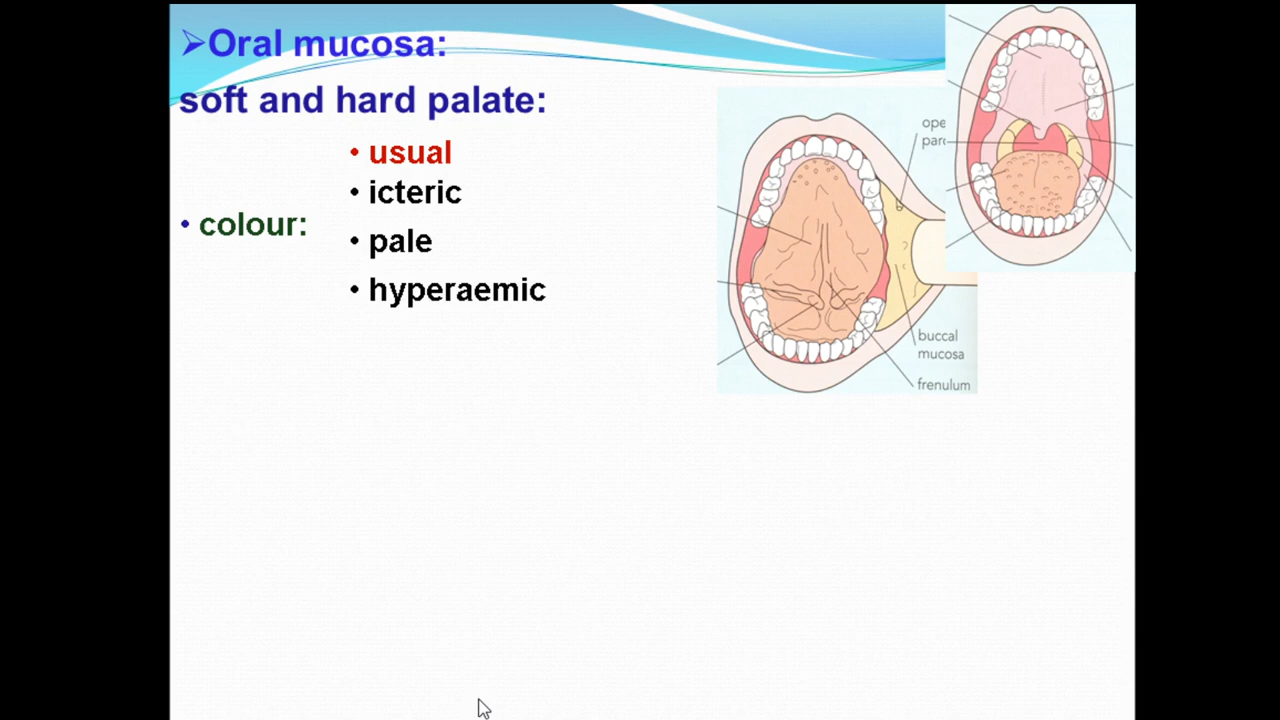 ➢Oral mucosa:
soft and hard palate:
• usual
• icteric
• colour:
• pale
• hyperaemic
buccal
mucosa
frenulum